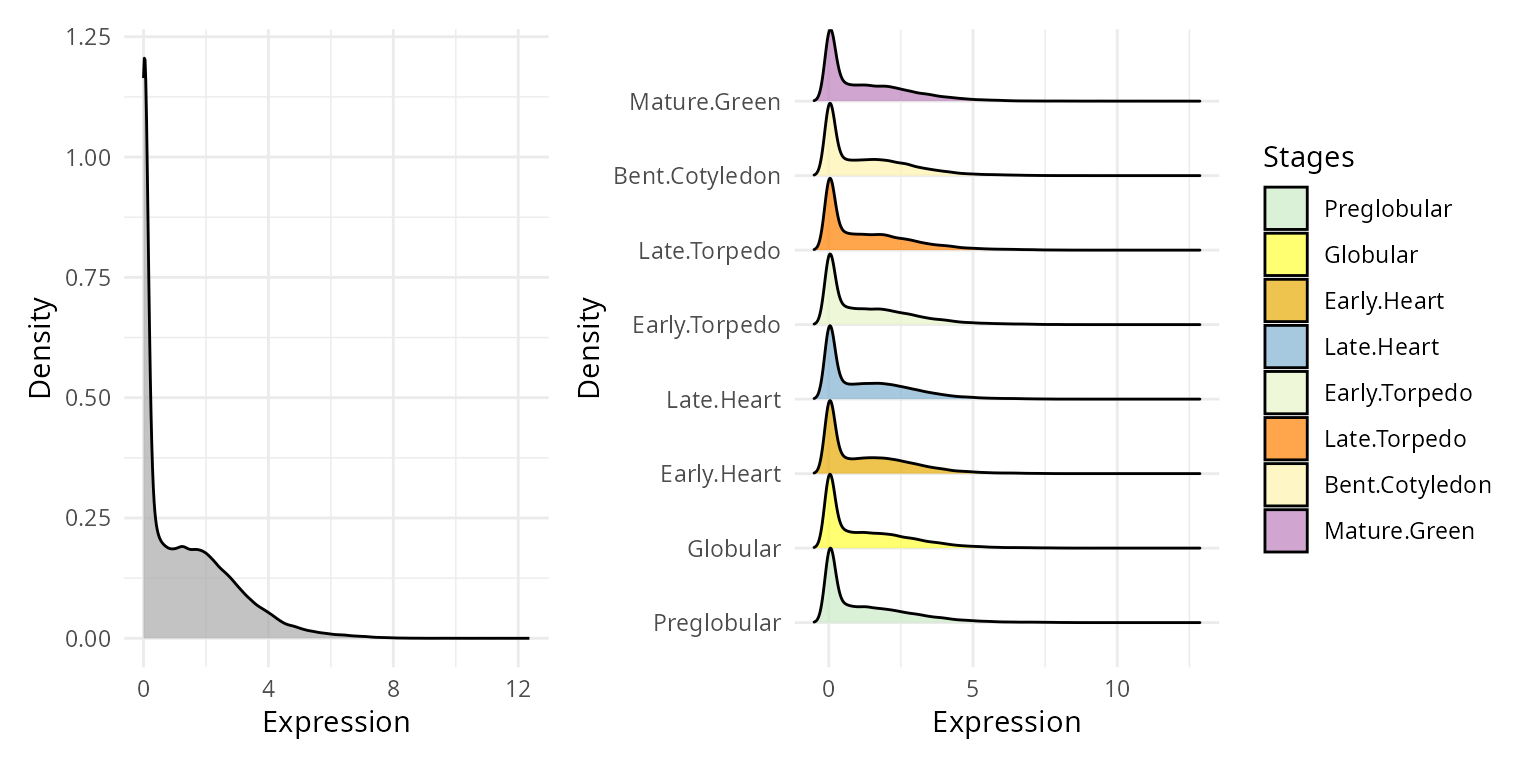 1.25
1.00
0.75
0.50
0.25
0.00
Density
0
4
8
12
Expression
Mature.Green
Bent.Cotyledon
Late.Torpedo
Early.Torpedo
Late.Heart
Early.Heart
Globular
Preglobular
Density
0
5
10
Expression
Stages
Preglobular
Globular
Early.Heart
Late.Heart
Early.Torpedo
Late.Torpedo
Bent.Cotyledon
Mature.Green